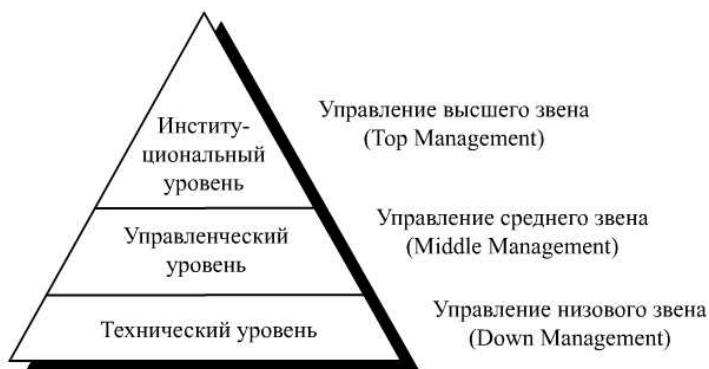 Институ-
циональный
уровень
Управление высшего звена
(Top Management)
Управленческий
уровень
Управление среднего звена
(Middle Management)
Технический уровень
Управление низового звена
(Down Management)